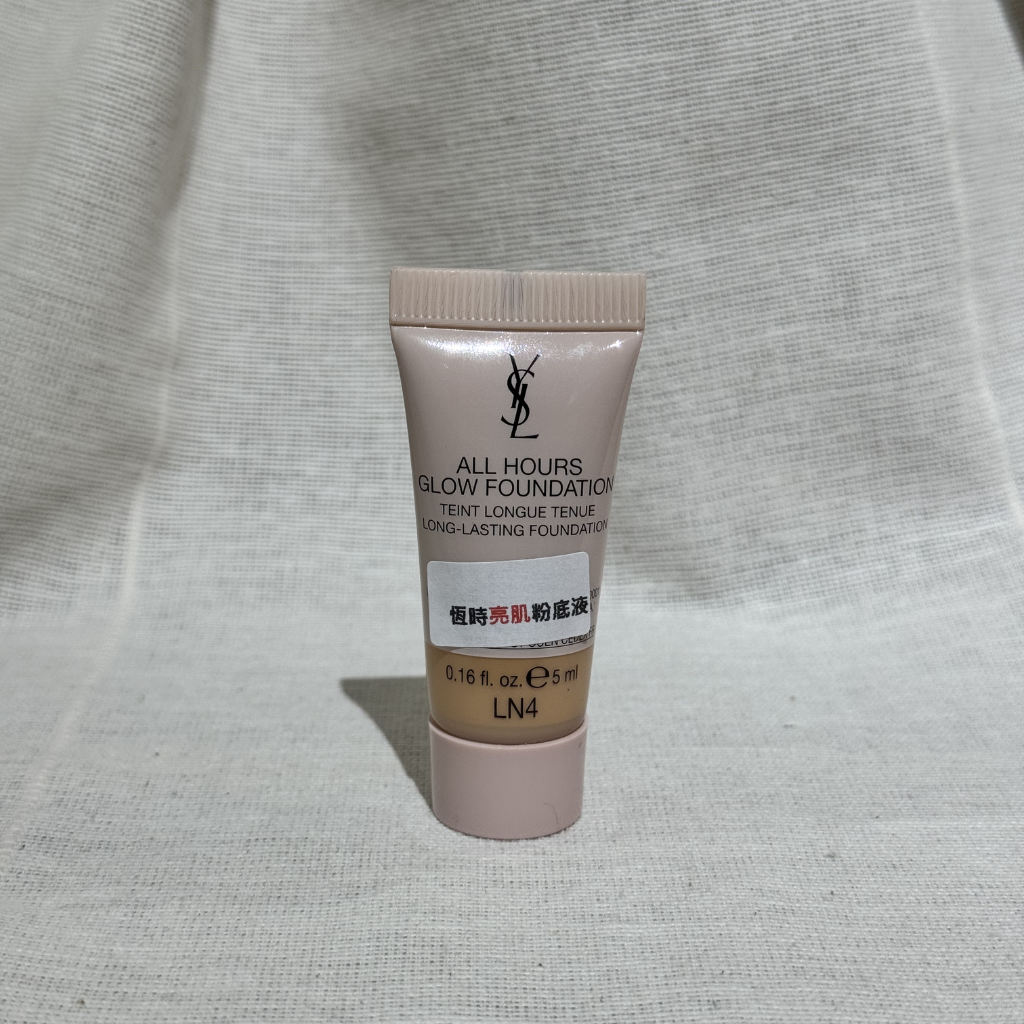 YSL
ALL HOURS
GLOW FOUNDATION
TEINT LONGUE TENUE
LONG-LASTING FOUNDATION
恆時亮肌粉底液
0.16 fl. oz. e 5 ml
LN4